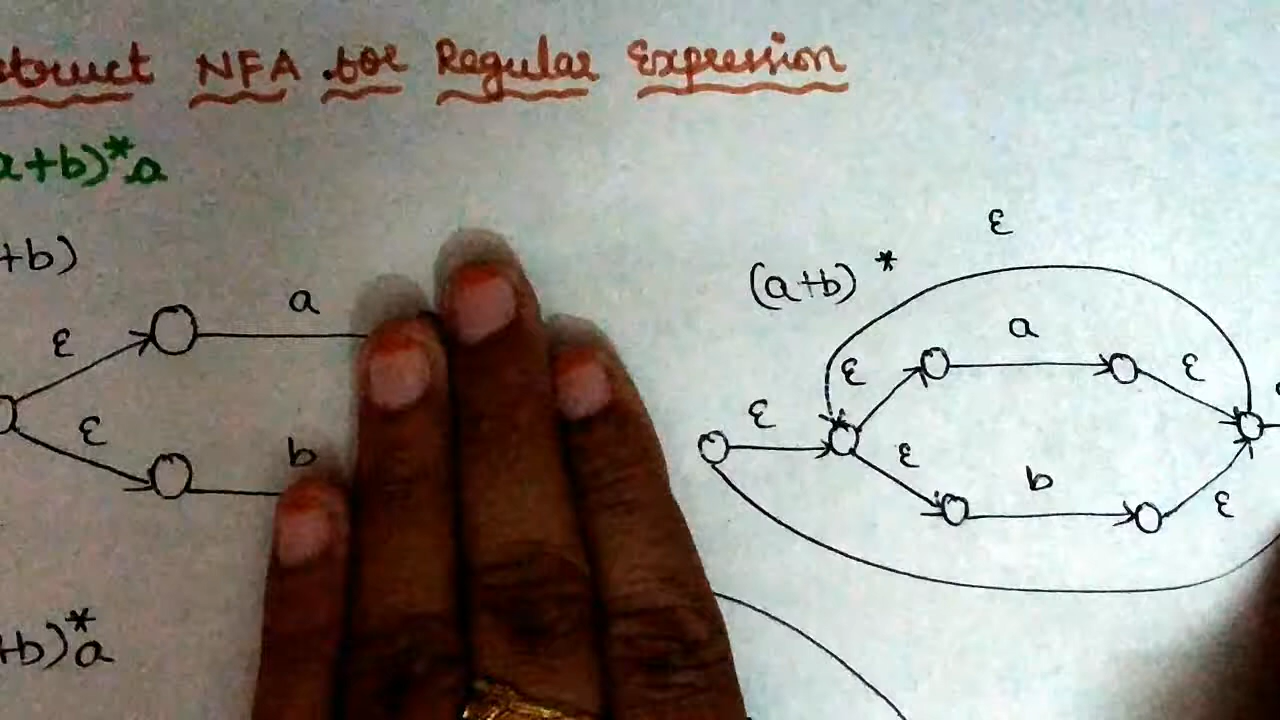 struct NFA for Regular Expression
a+b)*a
+b)
ε a
ε b
(a+b)*
ε
ε ε a ε
ε b ε
+b)*a